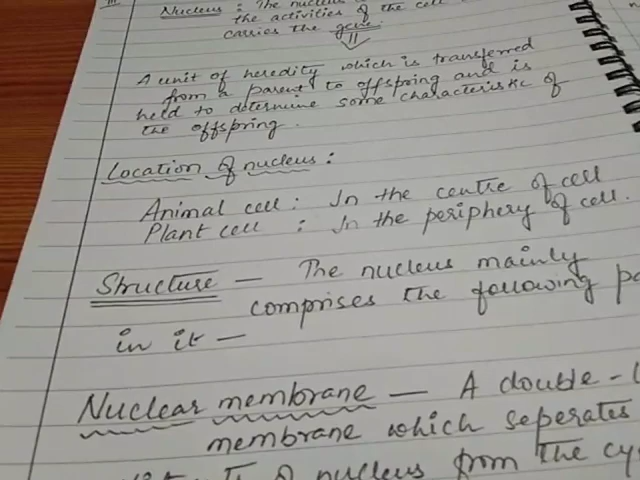 Nucleus : The nucleus
the activities of the cell
carries the gene.
A unit of heredity which is transferred
from a parent to offspring and is
held to determine some characteristic of
the offspring.
Location of nucleus :
Animal cell : In the centre of cell
Plant cell : In the periphery of cell.
Structure — The nucleus mainly
comprises the following
in it —
Nuclear membrane — A double -
membrane which seperates
of nucleus from the